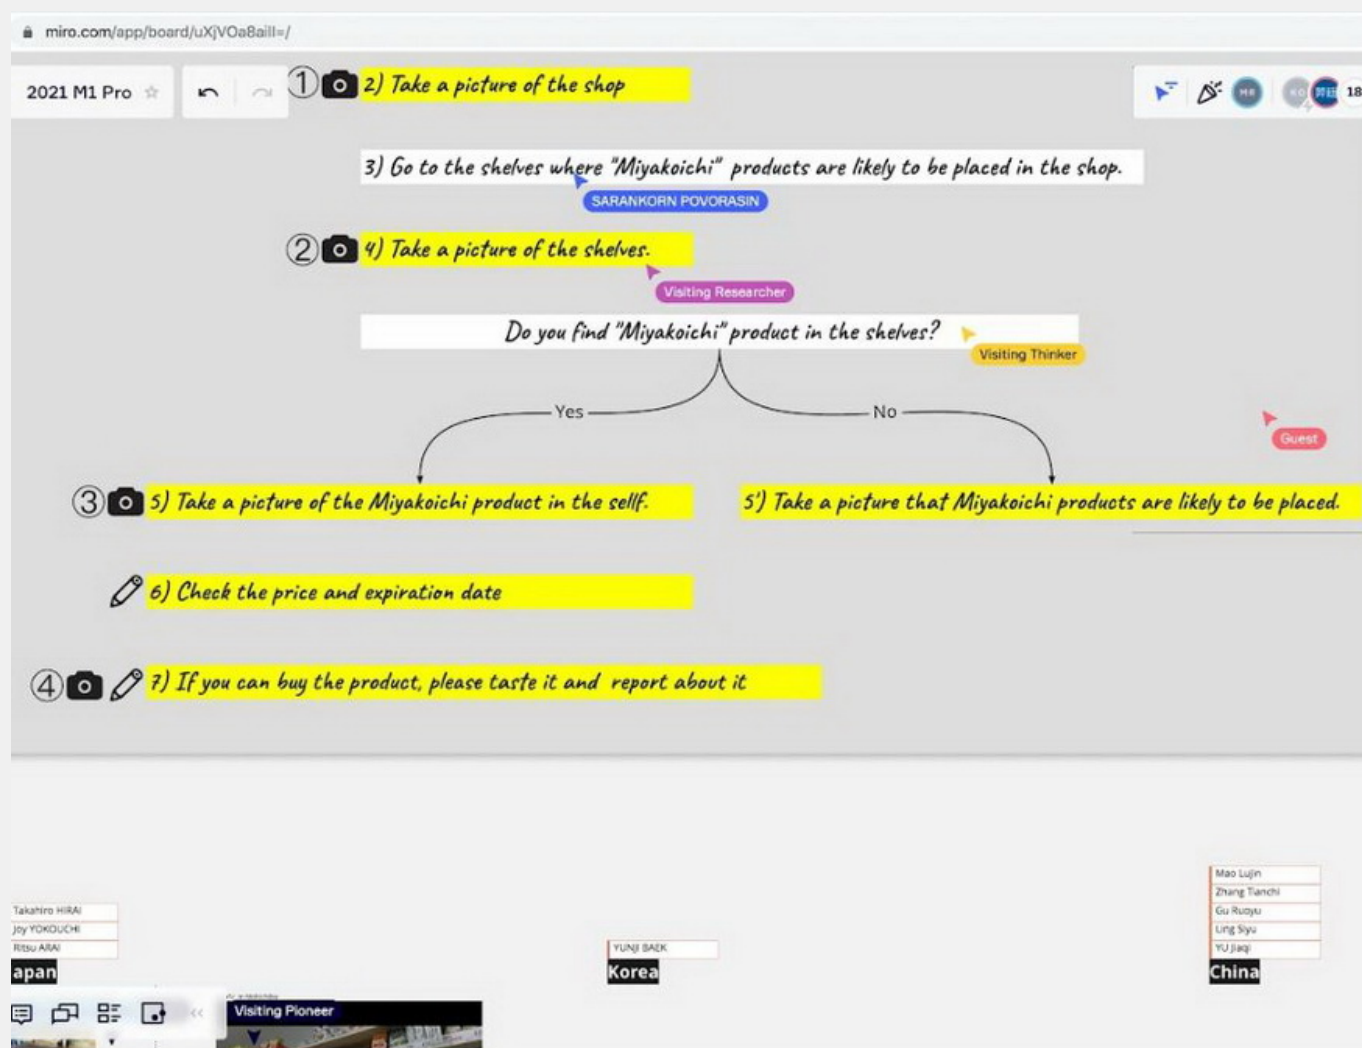 miro.com/app/board/uXjVOa8aiII=/
2021 M1 Pro
① 2) Take a picture of the shop
MR
KO
18
3) Go to the shelves where "Miyakoichi" products are likely to be placed in the shop.
SARANKORN POVORASIN
② 4) Take a picture of the shelves.
Visiting Researcher
Do you find "Miyakoichi" product in the shelves?
Visiting Thinker
Yes
No
Guest
③ 5) Take a picture of the Miyakoichi product in the sellf.
5') Take a picture that Miyakoichi products are likely to be placed.
6) Check the price and expiration date
④ 7) If you can buy the product, please taste it and report about it
Mao Lujin
Zhang Tianchi
Gu Ruoyu
Ling Siyu
YU Jiaqi
China
Takahiro HIRAI
Joy YOKOUCHI
Ritsu ARAI
apan
YUNJI BAEK
Korea
Visiting Pioneer